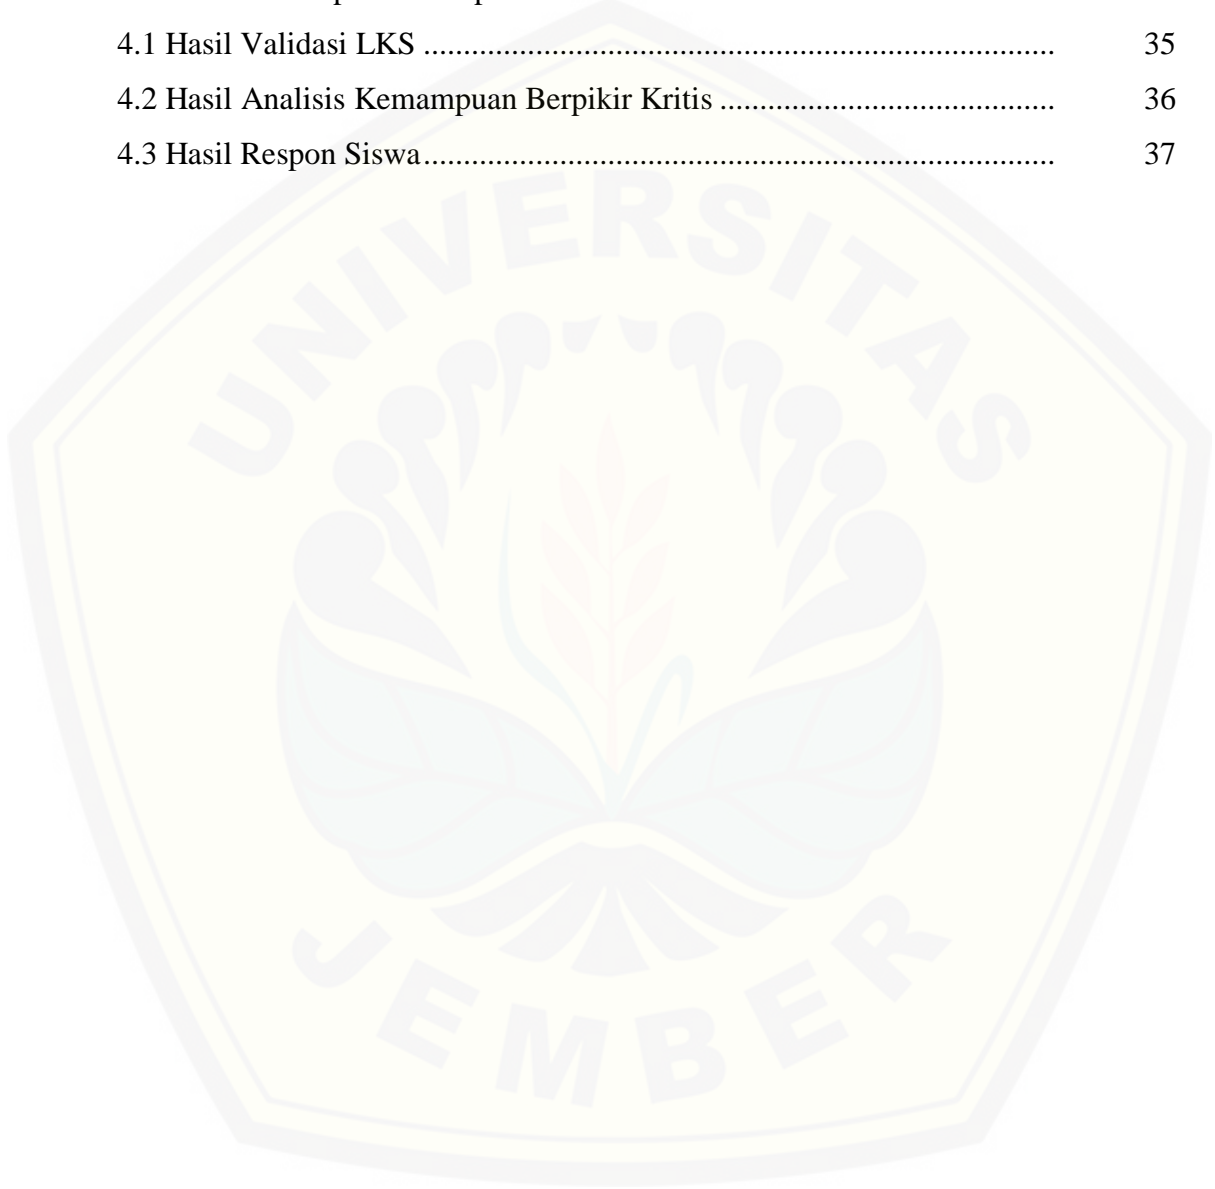 4.1 Hasil Validasi LKS .............................................................................. 35
4.2 Hasil Analisis Kemampuan Berpikir Kritis ......................................... 36
4.3 Hasil Respon Siswa.............................................................................. 37
UNIVERSITAS
JEMBER